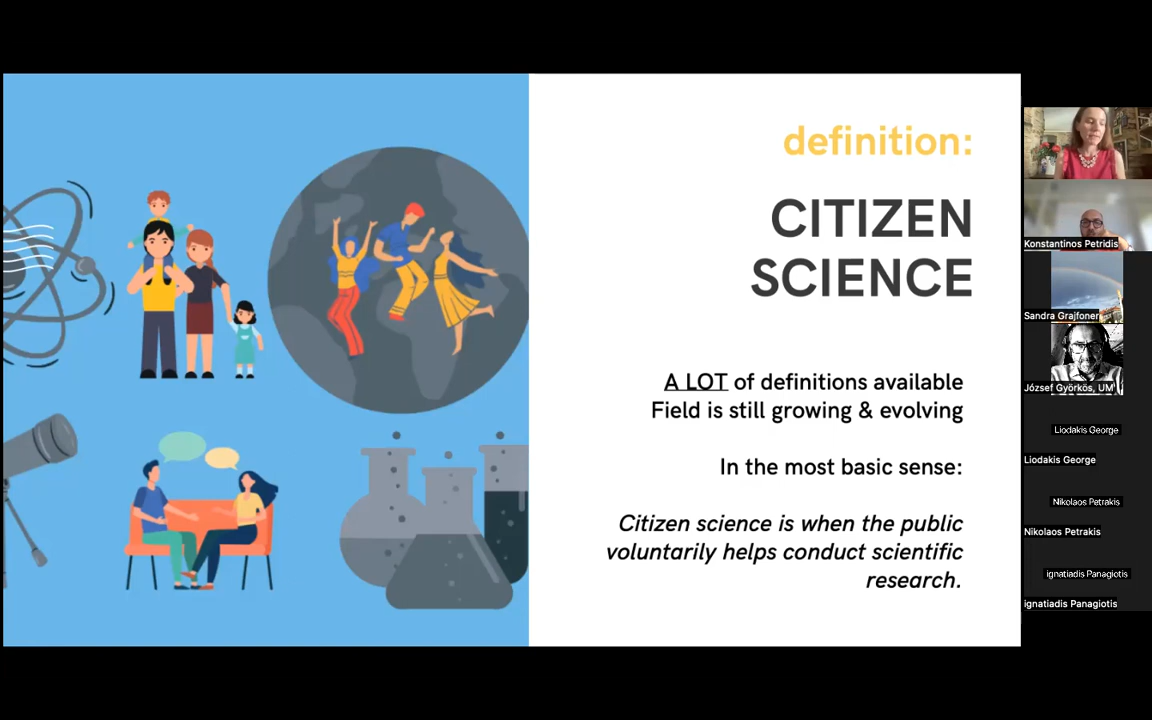 definition:
CITIZEN
SCIENCE
A LOT of definitions available
Field is still growing & evolving
In the most basic sense:
Citizen science is when the public
voluntarily helps conduct scientific
research.
Konstantinos Petridis
Sandra Grajfoner
József Györkös, UM
Liodakis George
Liodakis George
Nikolaos Petrakis
Nikolaos Petrakis
ignatiadis Panagiotis
ignatiadis Panagiotis